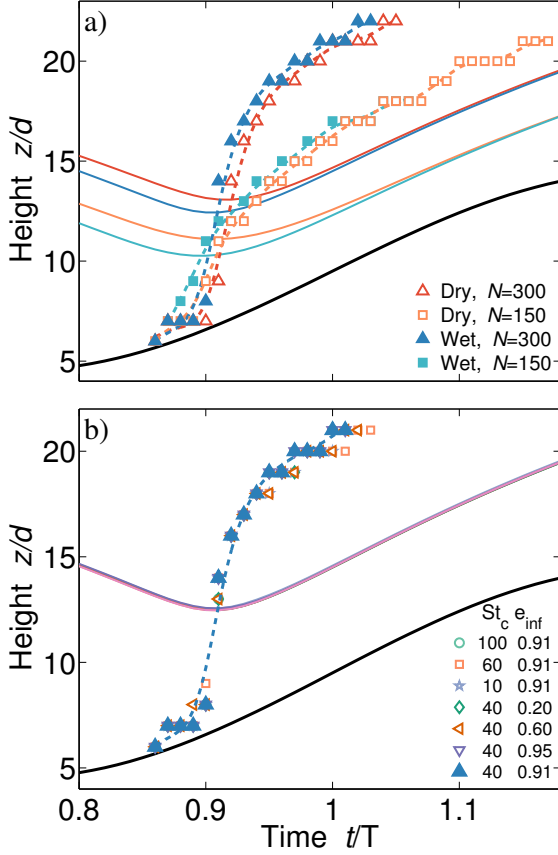 a)
20
15
10
5
Height z/d
Dry, N=300
Dry, N=150
Wet, N=300
Wet, N=150
b)
20
15
10
5
Height z/d
St_c e_inf
100 0.91
60 0.91
10 0.91
40 0.20
40 0.60
40 0.95
40 0.91
0.8 0.9 1 1.1
Time t/T